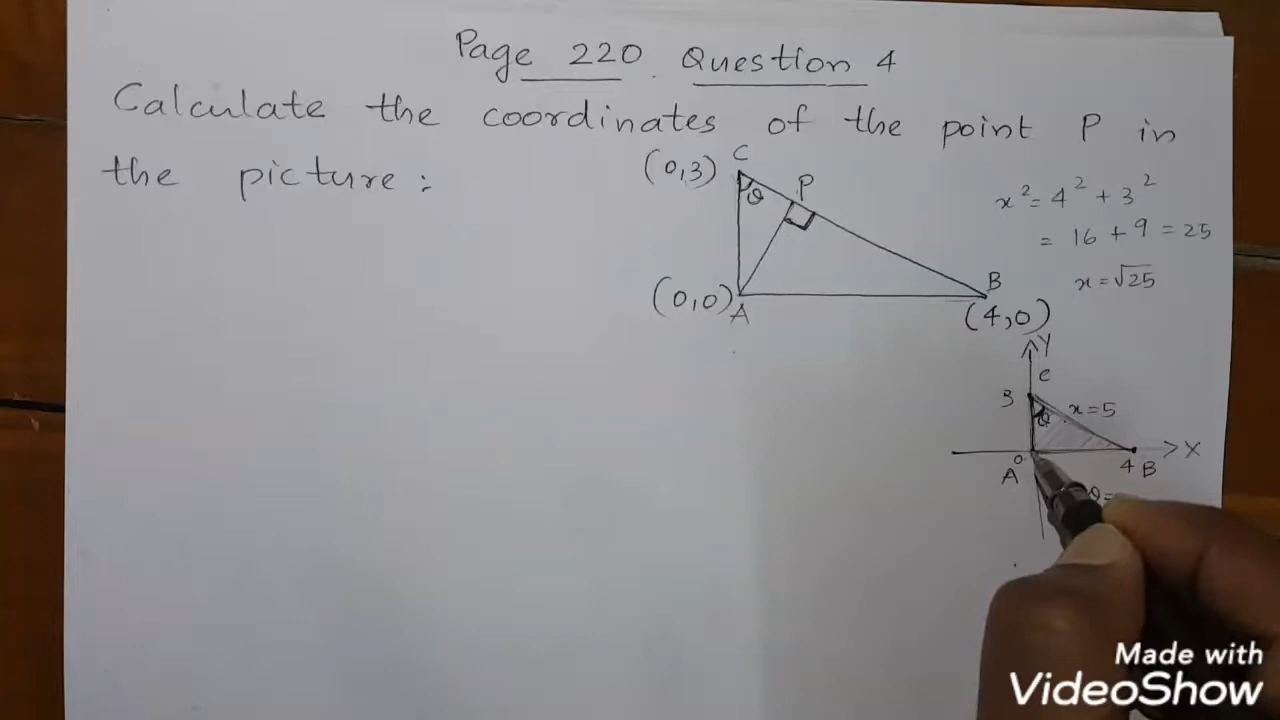 Page 220 Question 4
Calculate the coordinates of the point P in
the picture:
C
(0,3)
P
θ
(0,0)
A
B
(4,0)
x² = 4² + 3²
= 16 + 9 = 25
x = √25
Y
C
3
x = 5
θ
0
X
A
4 B
θ =
Made with
VideoShow